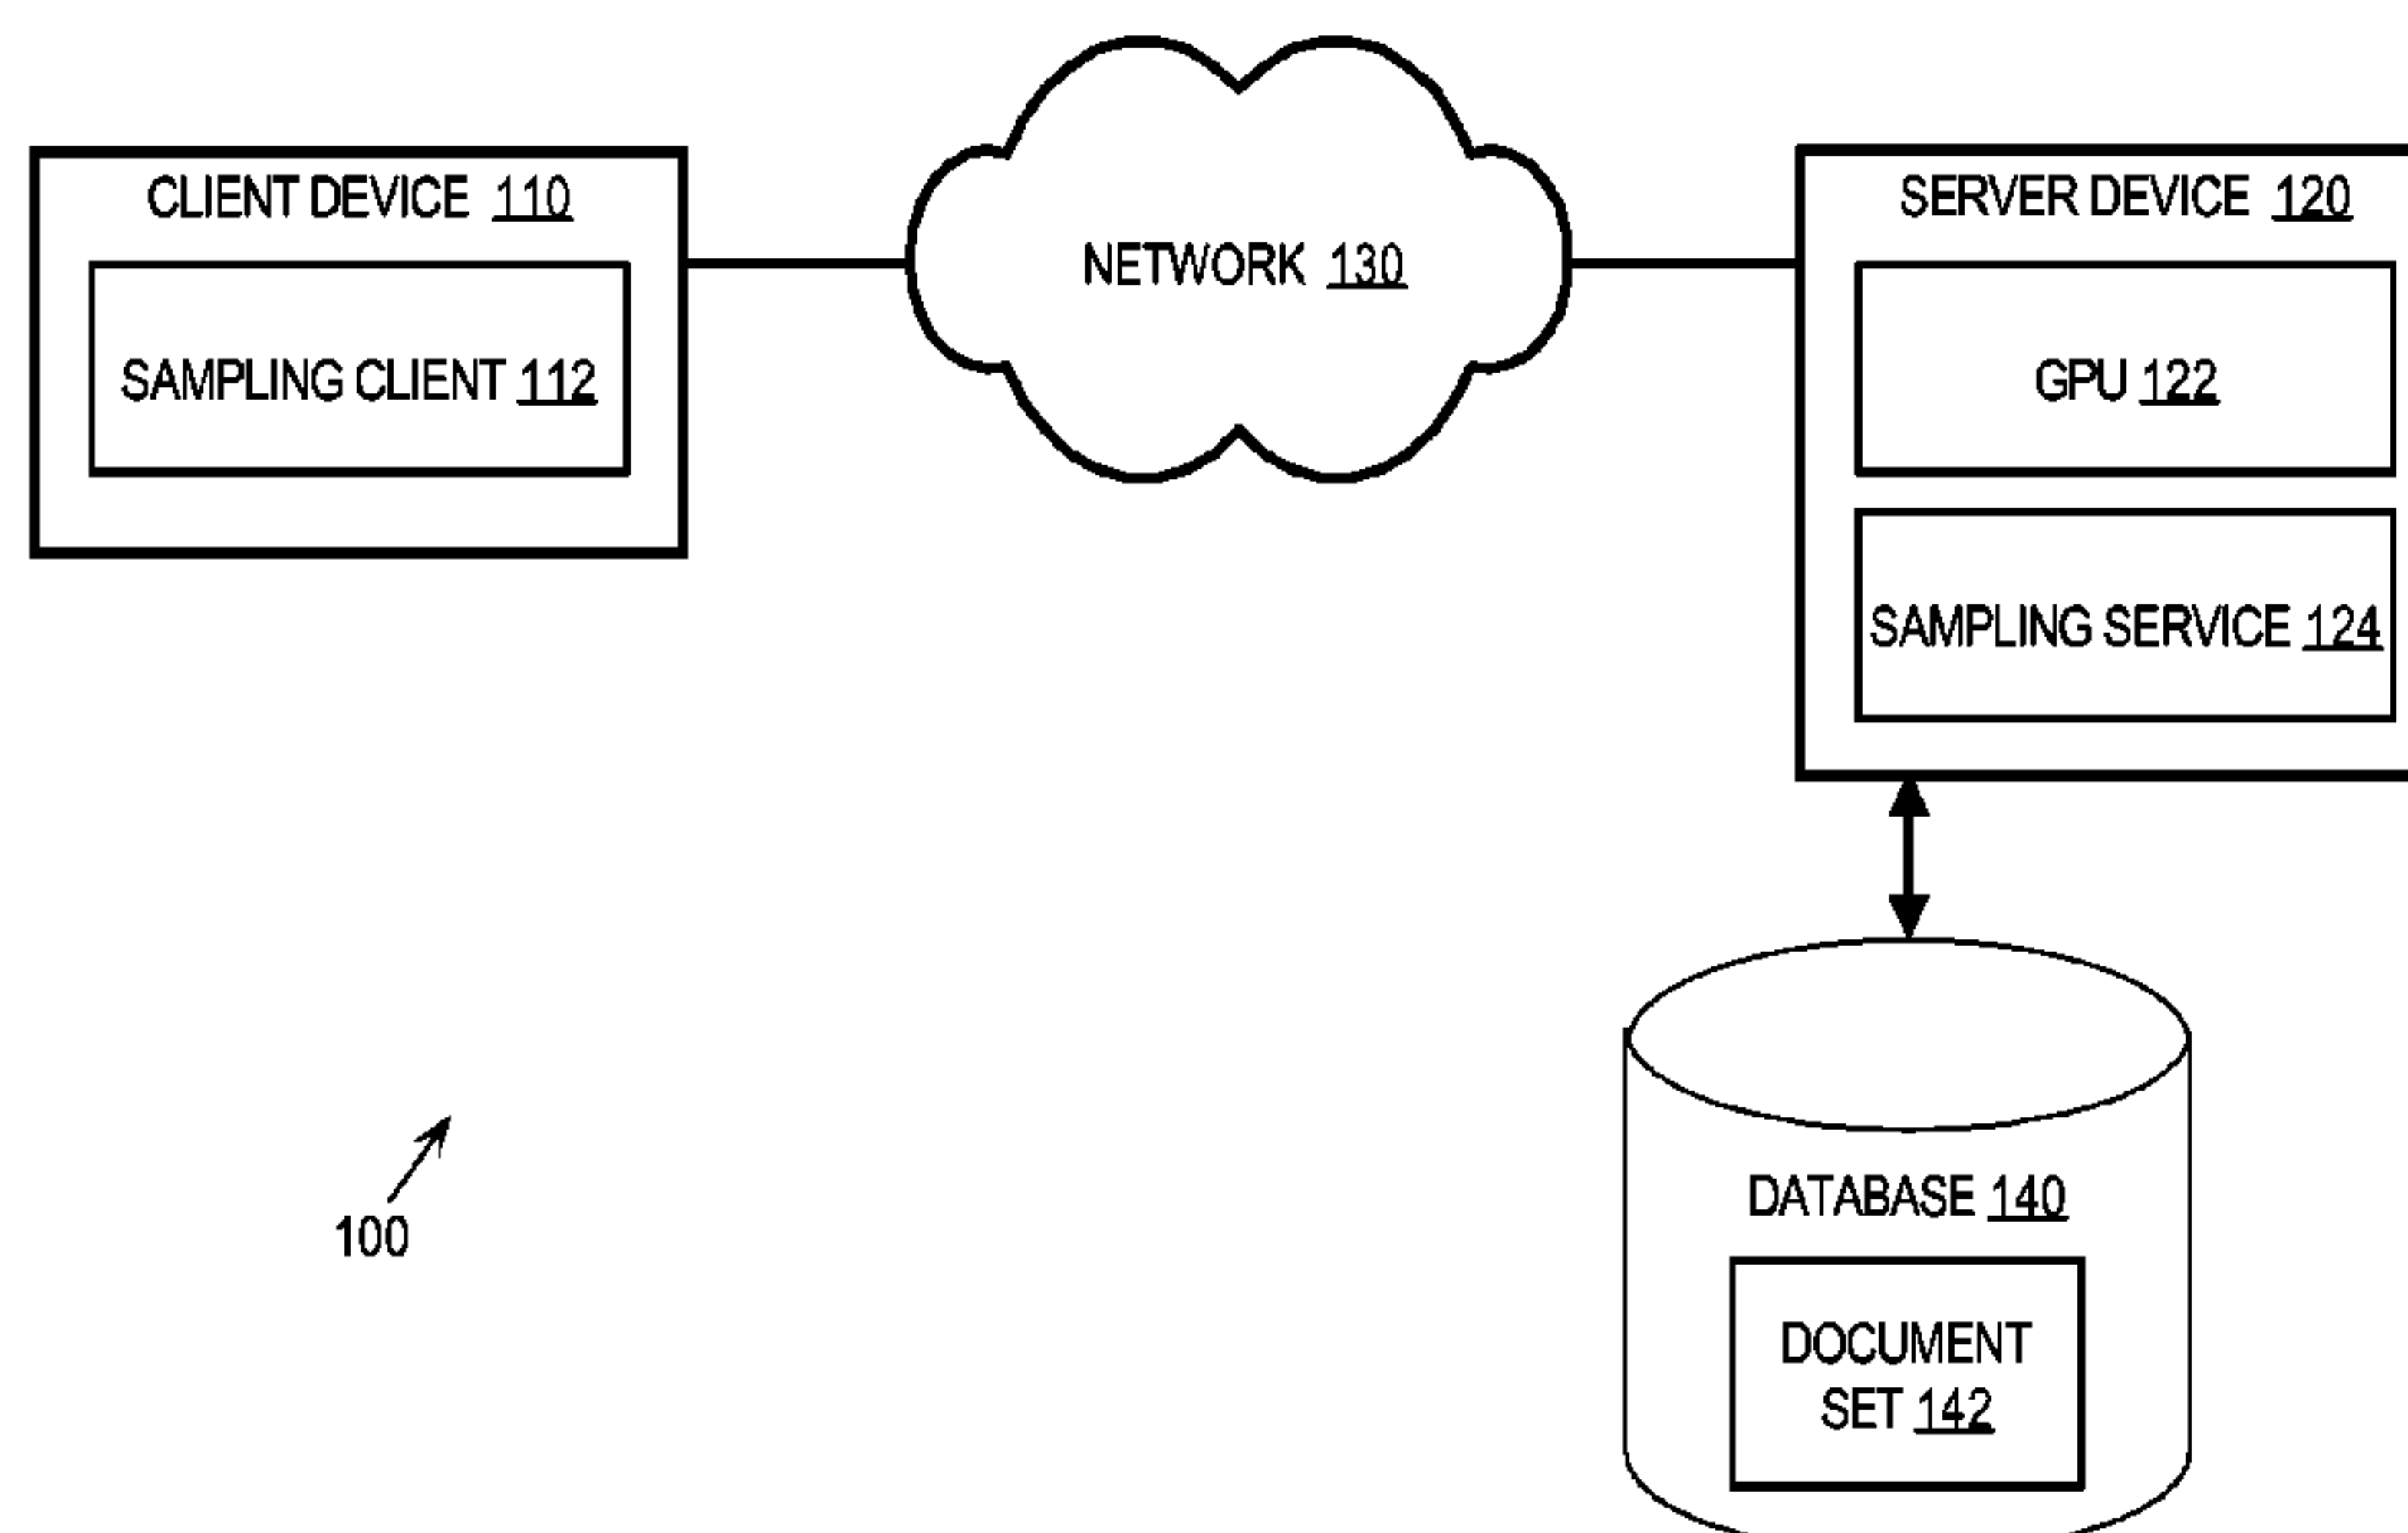 CLIENT DEVICE 110
SAMPLING CLIENT 112
NETWORK 130
SERVER DEVICE 120
GPU 122
SAMPLING SERVICE 124
DATABASE 140
DOCUMENT
SET 142
100